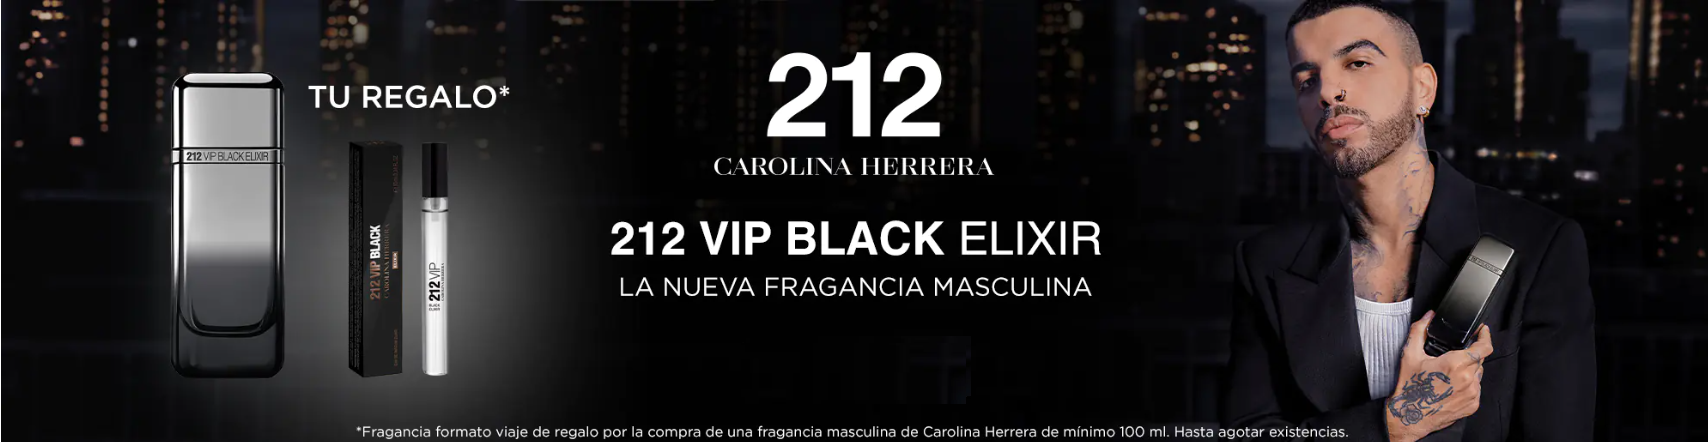 212 VIP BLACK ELIXIR
TU REGALO*
212 VIP BLACK
CAROLINA HERRERA
212 VIP
212
CAROLINA HERRERA
212 VIP BLACK ELIXIR
LA NUEVA FRAGANCIA MASCULINA
*Fragancia formato viaje de regalo por la compra de una fragancia masculina de Carolina Herrera de mínimo 100 ml. Hasta agotar existencias.